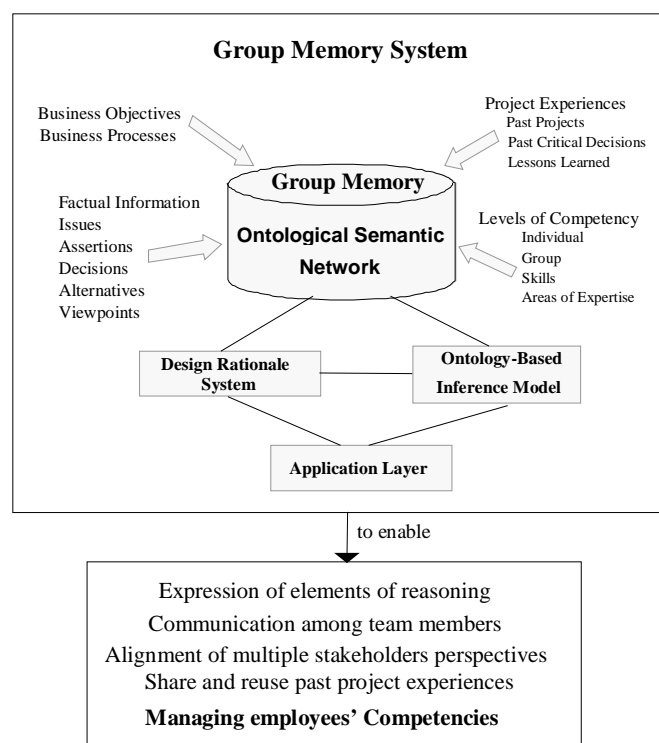 Group Memory System
Business Objectives
Business Processes
Project Experiences
Past Projects
Past Critical Decisions
Lessons Learned
Group Memory
Ontological Semantic
Network
Factual Information
Issues
Assertions
Decisions
Alternatives
Viewpoints
Levels of Competency
Individual
Group
Skills
Areas of Expertise
Design Rationale
System
Ontology-Based
Inference Model
Application Layer
to enable
Expression of elements of reasoning
Communication among team members
Alignment of multiple stakeholders perspectives
Share and reuse past project experiences
Managing employees’ Competencies